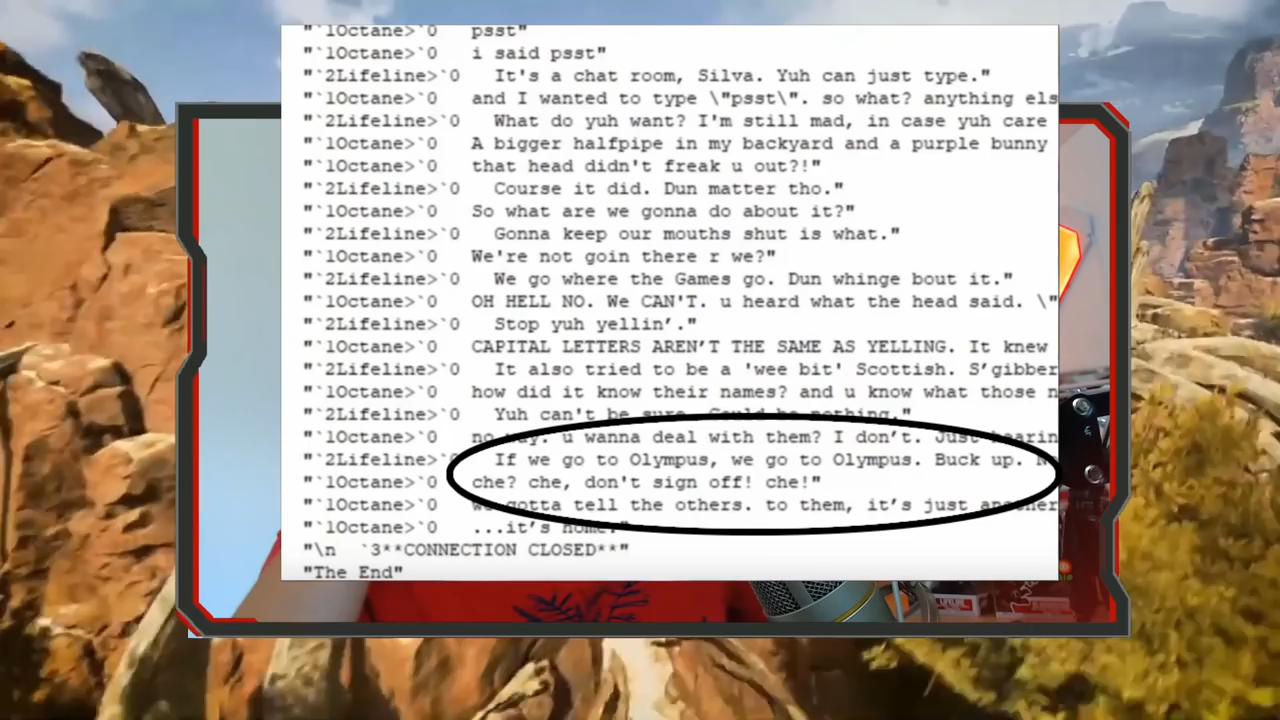 "`1Octane>`0   psst"
"`1Octane>`0   i said psst"
"`2Lifeline>`0   It's a chat room, Silva. Yuh can just type."
"`1Octane>`0   and I wanted to type \"psst\". so what? anything els
"`2Lifeline>`0   What do yuh want? I'm still mad, in case yuh care
"`1Octane>`0   A bigger halfpipe in my backyard and a purple bunny
"`1Octane>`0   that head didn't freak u out?!"
"`2Lifeline>`0   Course it did. Dun matter tho."
"`1Octane>`0   So what are we gonna do about it?"
"`2Lifeline>`0   Gonna keep our mouths shut is what."
"`1Octane>`0   We're not goin there r we?"
"`2Lifeline>`0   We go where the Games go. Dun whinge bout it."
"`1Octane>`0   OH HELL NO. We CAN'T. u heard what the head said. \"
"`2Lifeline>`0   Stop yuh yellin’."
"`1Octane>`0   CAPITAL LETTERS AREN’T THE SAME AS YELLING. It knew
"`2Lifeline>`0   It also tried to be a 'wee bit' Scottish. S’gibber
"`1Octane>`0   how did it know their names? and u know what those n
"`2Lifeline>`0   Yuh can't be sure. Could be nothing."
"`1Octane>`0   no way. u wanna deal with them? I don’t. Just hearin
"`2Lifeline>`0   If we go to Olympus, we go to Olympus. Buck up.
"`1Octane>`0   che? che, don't sign off! che!"
"`1Octane>`0   we gotta tell the others. to them, it’s just another
"`1Octane>`0   ...it’s home."
"\n  `3**CONNECTION CLOSED**"
"The End"